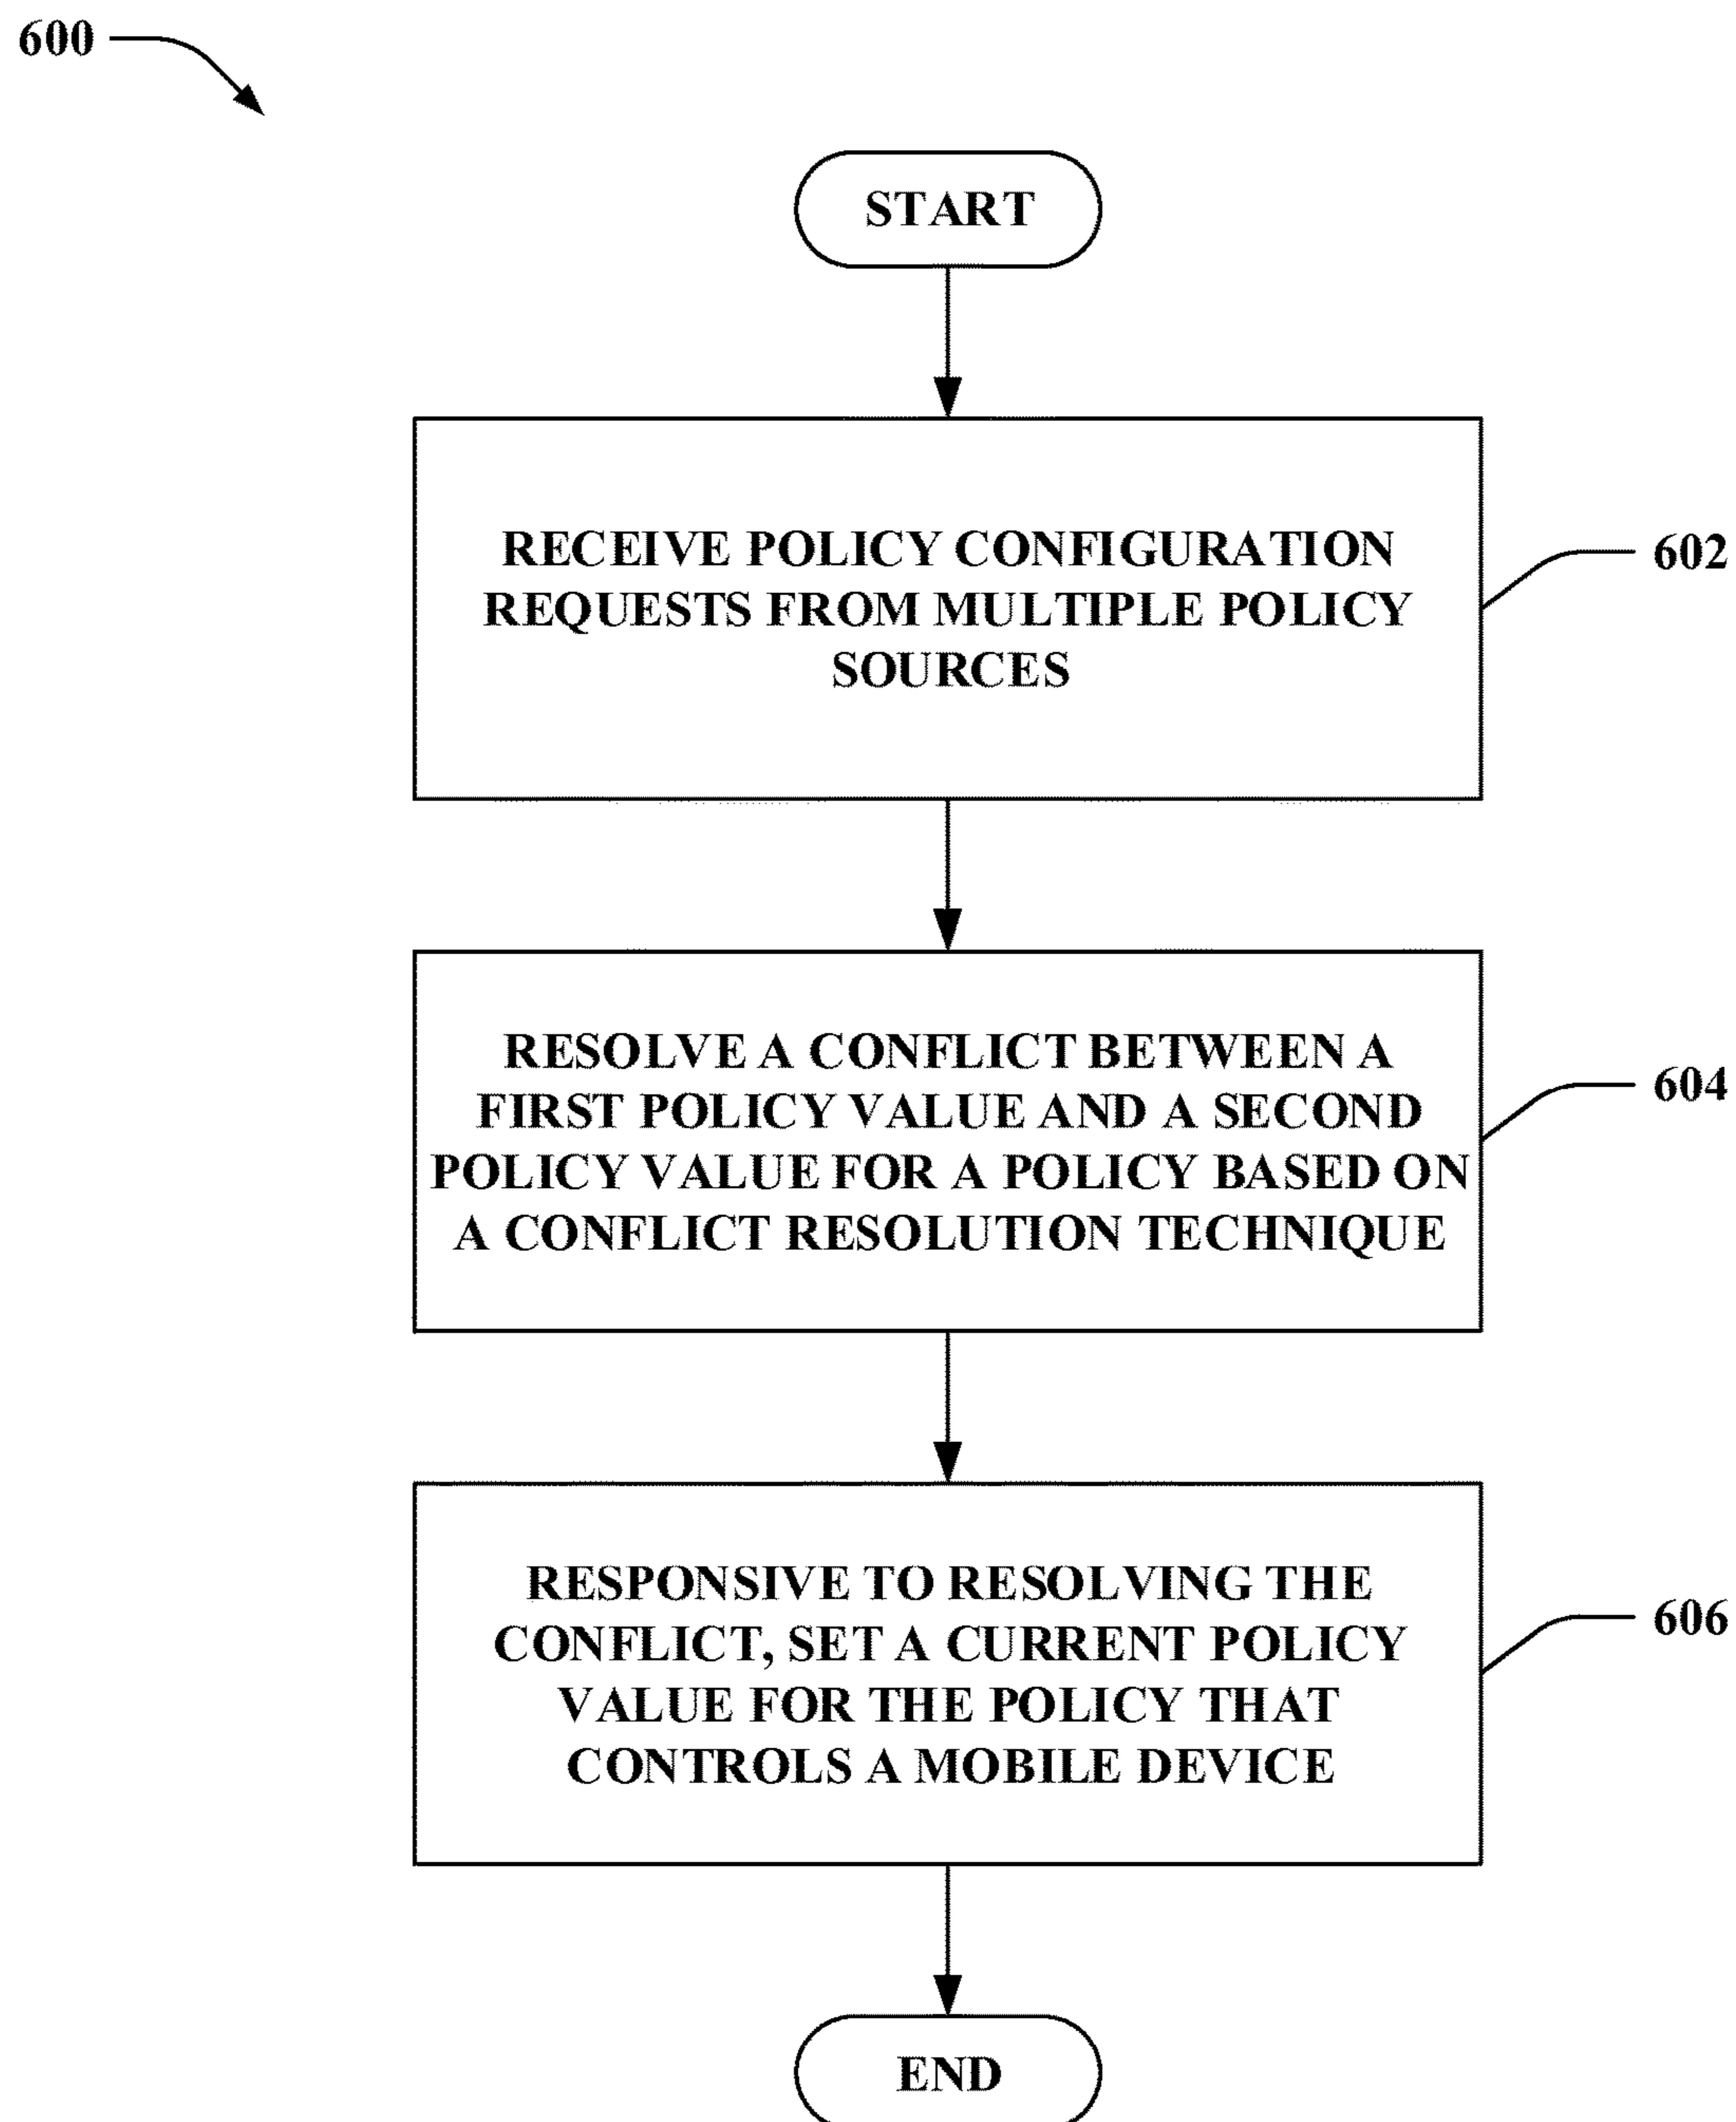 600
START
RECEIVE POLICY CONFIGURATION
REQUESTS FROM MULTIPLE POLICY
SOURCES
602
RESOLVE A CONFLICT BETWEEN A
FIRST POLICY VALUE AND A SECOND
POLICY VALUE FOR A POLICY BASED ON
A CONFLICT RESOLUTION TECHNIQUE
604
RESPONSIVE TO RESOLVING THE
CONFLICT, SET A CURRENT POLICY
VALUE FOR THE POLICY THAT
CONTROLS A MOBILE DEVICE
606
END